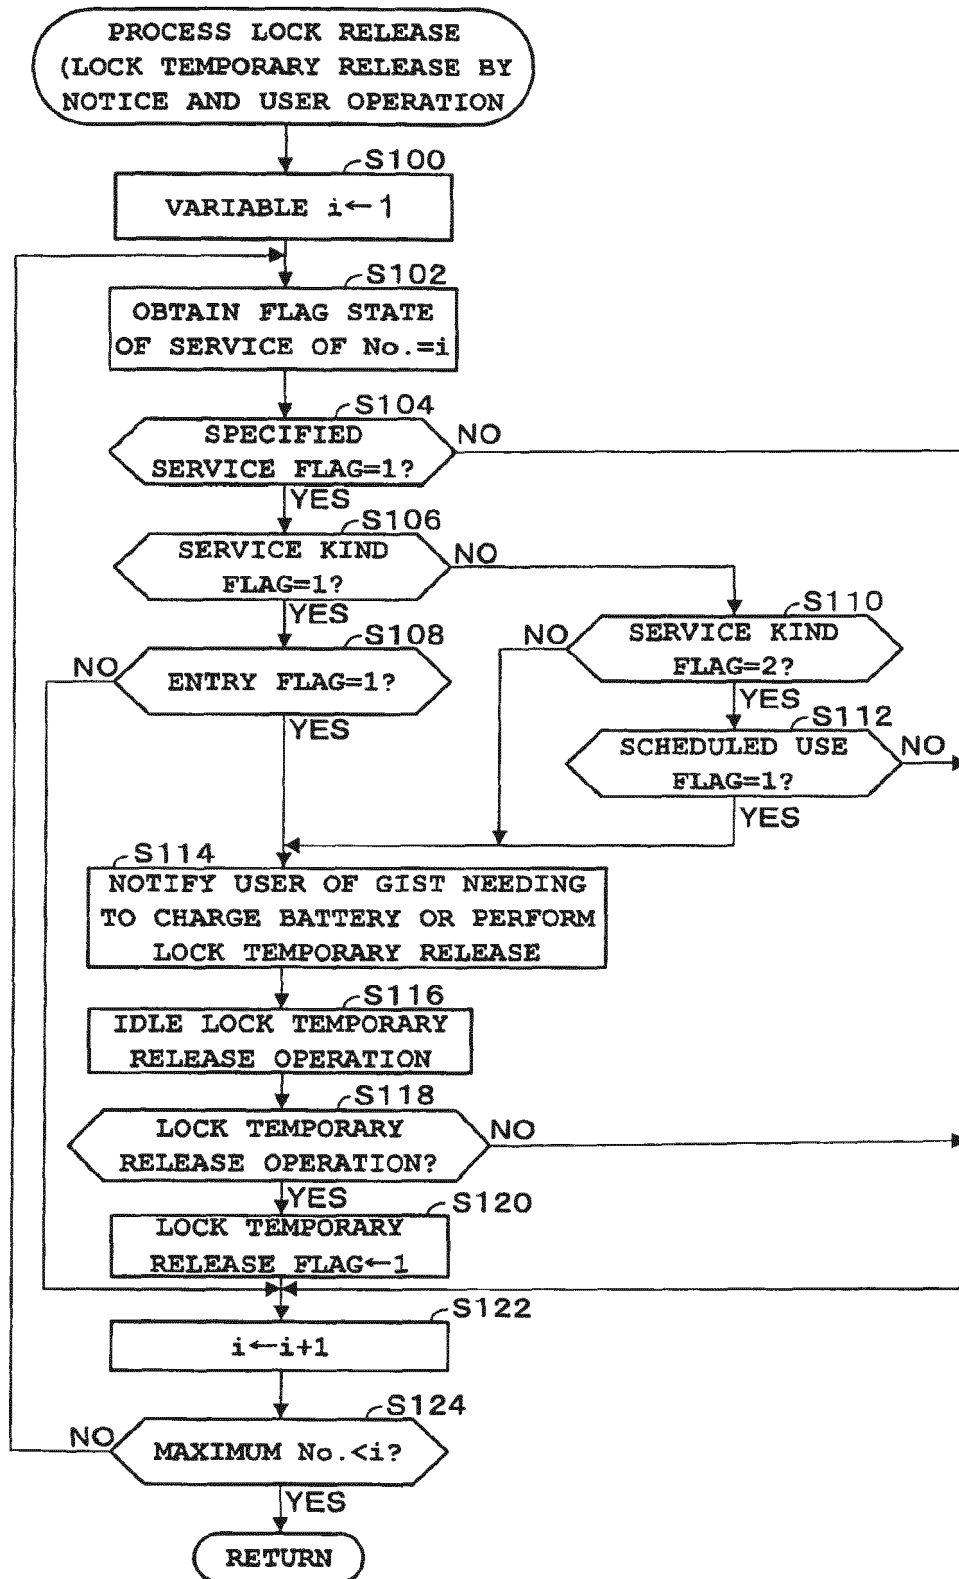 PROCESS LOCK RELEASE
(LOCK TEMPORARY RELEASE BY
NOTICE AND USER OPERATION
S100
VARIABLE i←1
S102
OBTAIN FLAG STATE
OF SERVICE OF No.=i
S104
SPECIFIED
SERVICE FLAG=1?
NO
YES
S106
SERVICE KIND
FLAG=1?
NO
YES
S108
ENTRY FLAG=1?
NO
YES
S110
SERVICE KIND
FLAG=2?
NO
YES
S112
SCHEDULED USE
FLAG=1?
NO
YES
S114
NOTIFY USER OF GIST NEEDING
TO CHARGE BATTERY OR PERFORM
LOCK TEMPORARY RELEASE
S116
IDLE LOCK TEMPORARY
RELEASE OPERATION
S118
LOCK TEMPORARY
RELEASE OPERATION?
NO
YES
S120
LOCK TEMPORARY
RELEASE FLAG←1
S122
i←i+1
S124
MAXIMUM No.<i?
NO
YES
RETURN